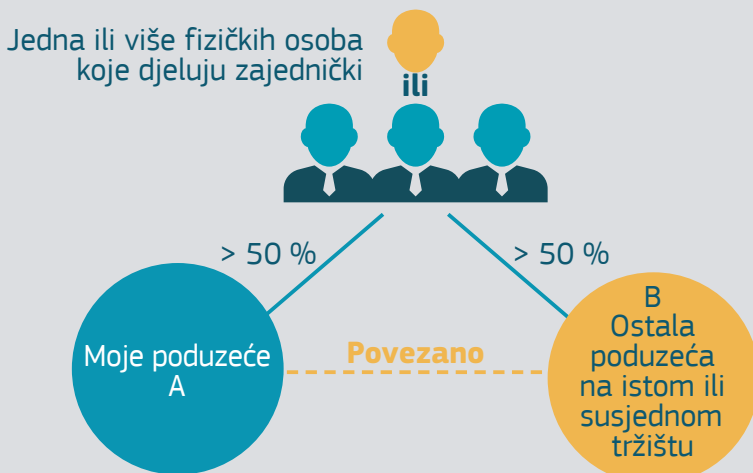 Jedna ili više fizičkih osoba
koje djeluju zajednički
ili
> 50 %
> 50 %
Moje poduzeće
A
Povezano
B
Ostala
poduzeća
na istom ili
susjednom
tržištu